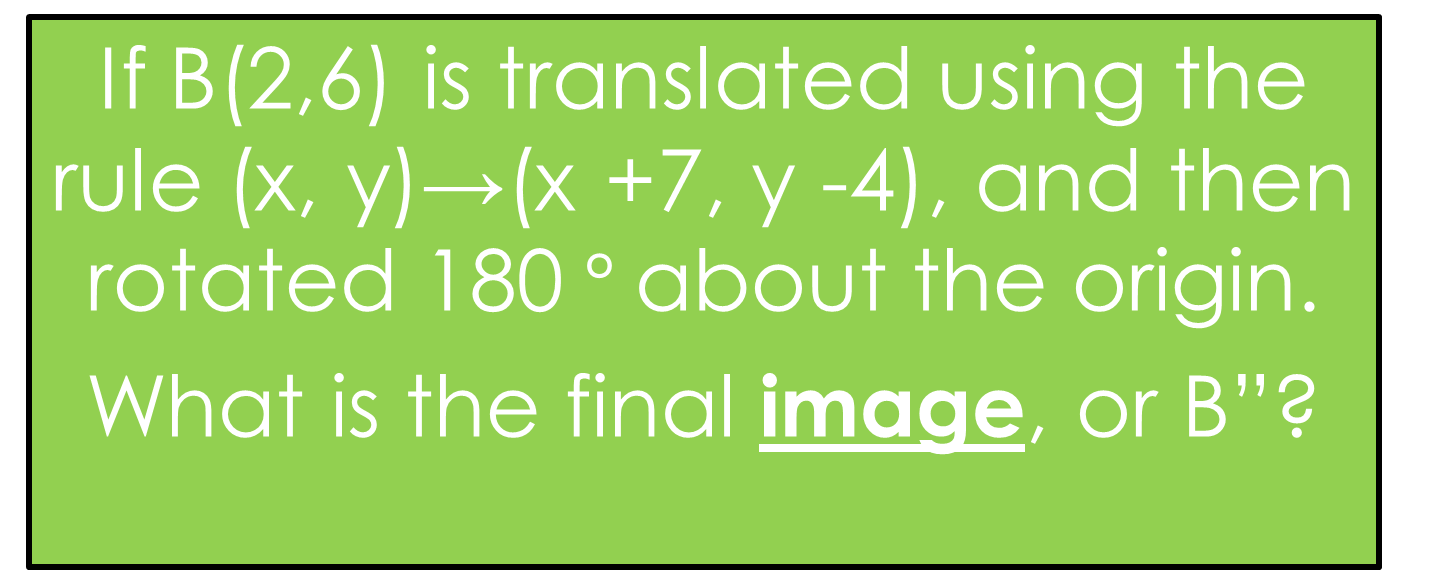 If B(2,6) is translated using the
rule (x, y)→(x +7, y -4), and then
rotated 180 º about the origin.
What is the final image, or B”?